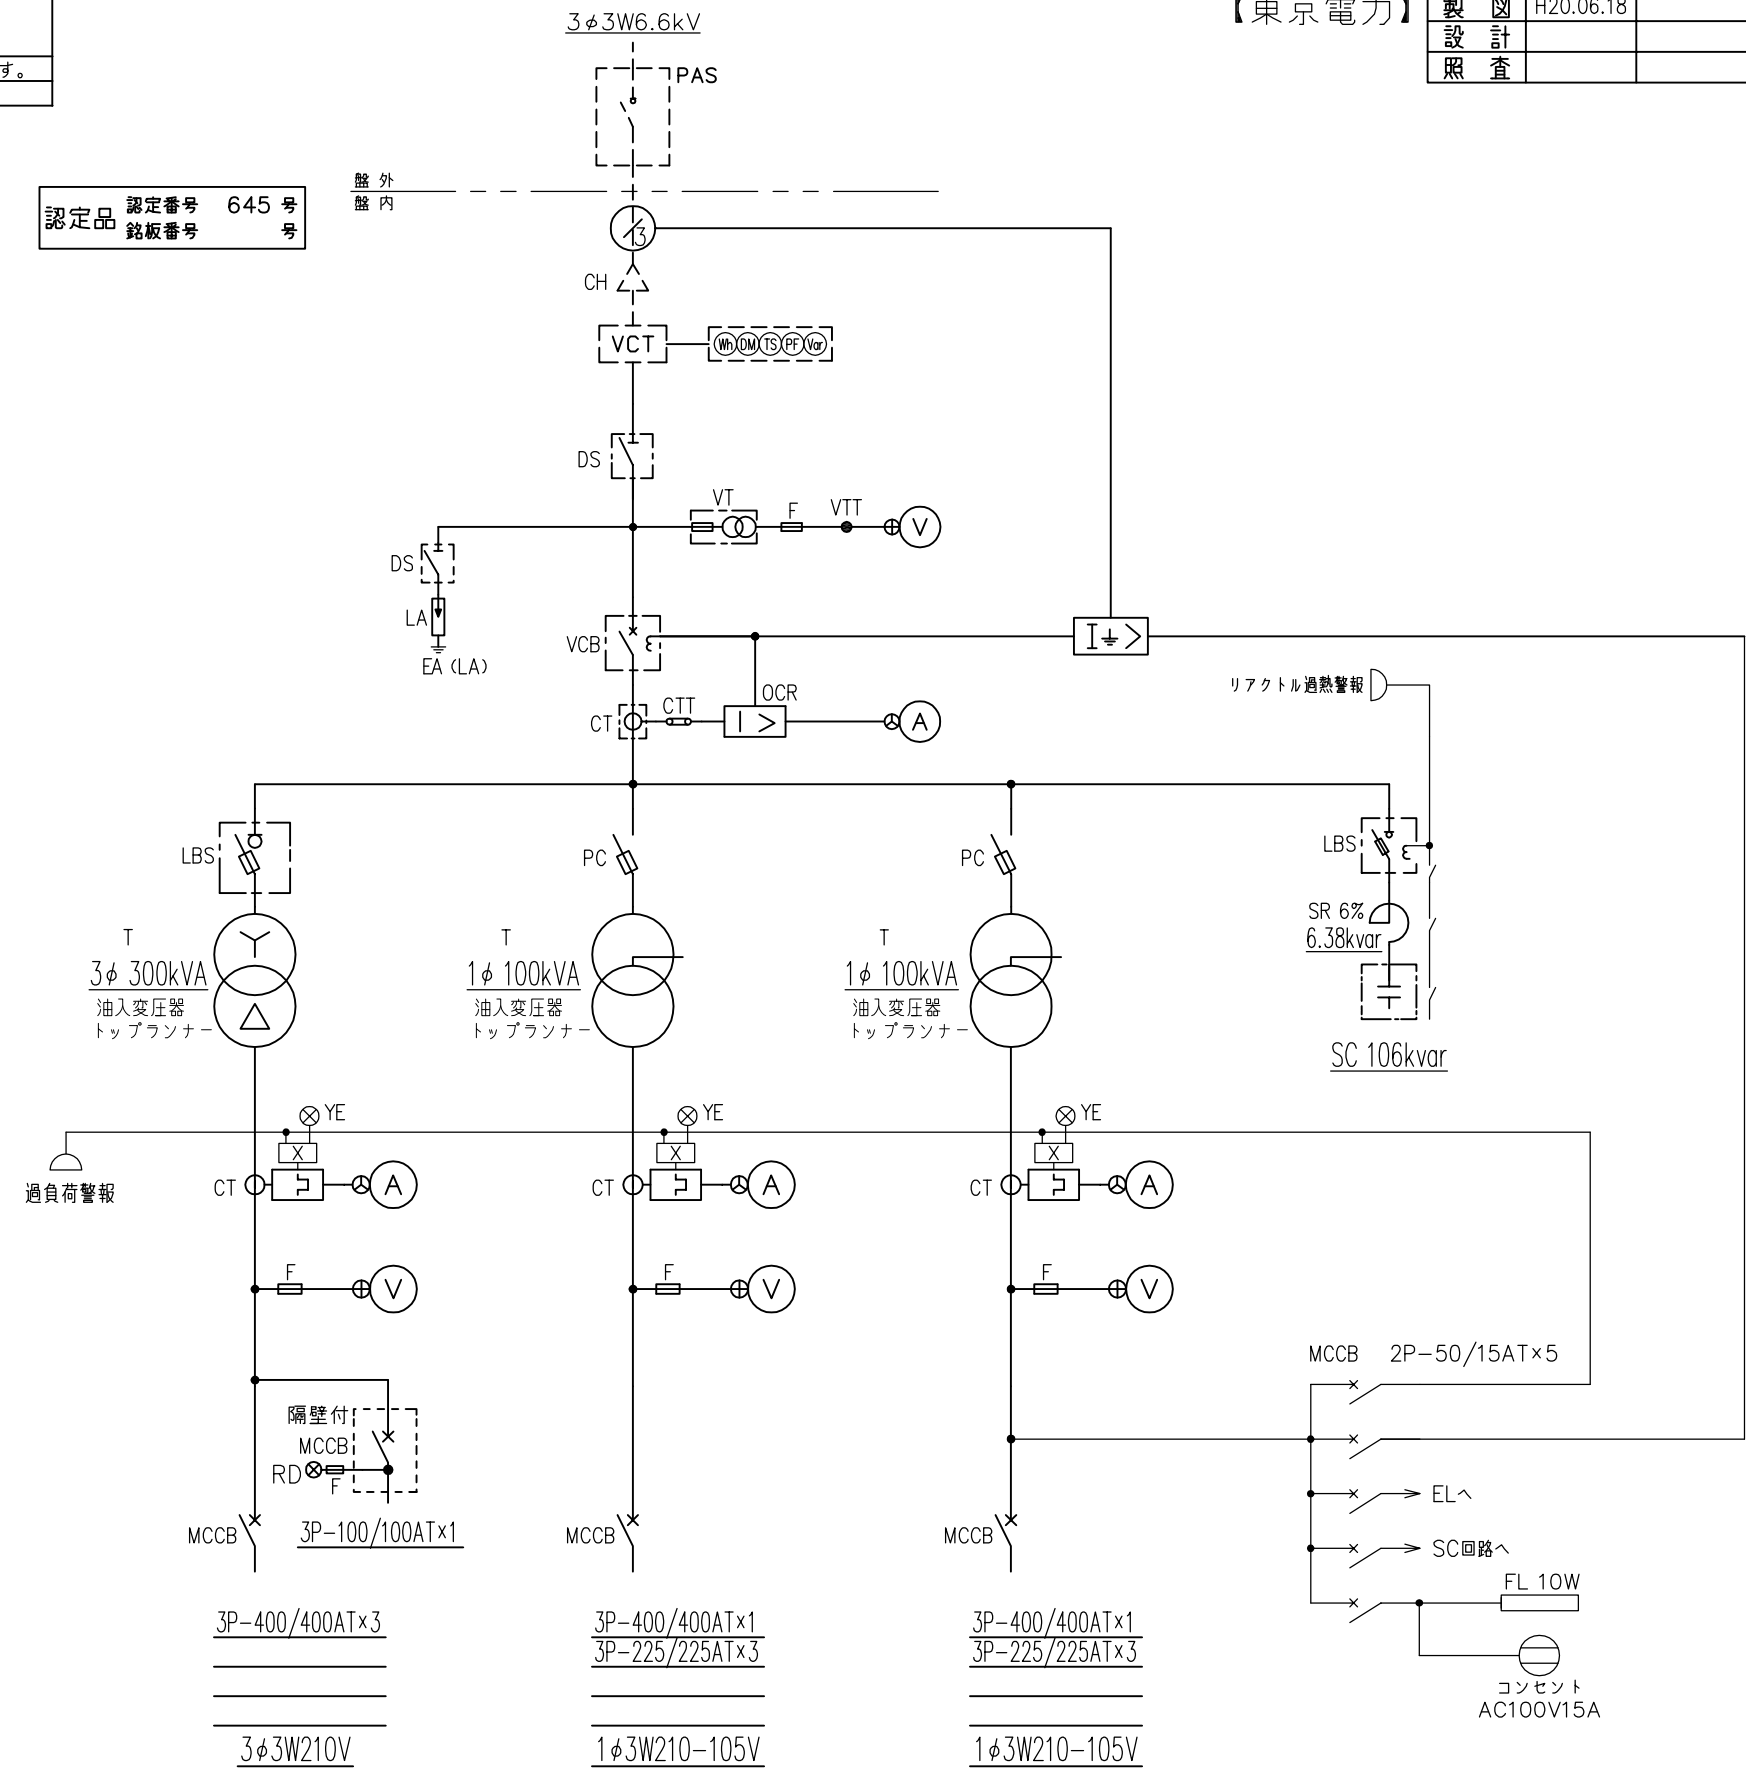 3φ3W6.6kV
【東京電力】
製 図 H20.06.18
設 計
照 査
す。
PAS
盤 外
盤 内
認定品 認定番号 645 号
銘板番号 号
3
CH
VCT
Wh DM TS PF Var
DS
VT F VTT
V
DS
LA
EA (LA)
VCB
I >
OCR
CTT
CT
I >
A
リアクトル過熱警報
LBS
PC
PC
LBS
SR 6%
6.38kvar
SC 106kvar
T
3φ 300kVA
油入変圧器
トップランナー
T
1φ 100kVA
油入変圧器
トップランナー
T
1φ 100kVA
油入変圧器
トップランナー
YE
YE
YE
X
X
X
過負荷警報
CT A
CT A
CT A
F V
F V
F V
隔壁付
MCCB
RD
F
MCCB
3P-100/100AT×1
MCCB
MCCB
MCCB 2P-50/15AT×5
ELへ
SC回路へ
FL 10W
コンセント
AC100V15A
3P-400/400AT×3
3φ3W210V
3P-400/400AT×1
3P-225/225AT×3
1φ3W210-105V
3P-400/400AT×1
3P-225/225AT×3
1φ3W210-105V